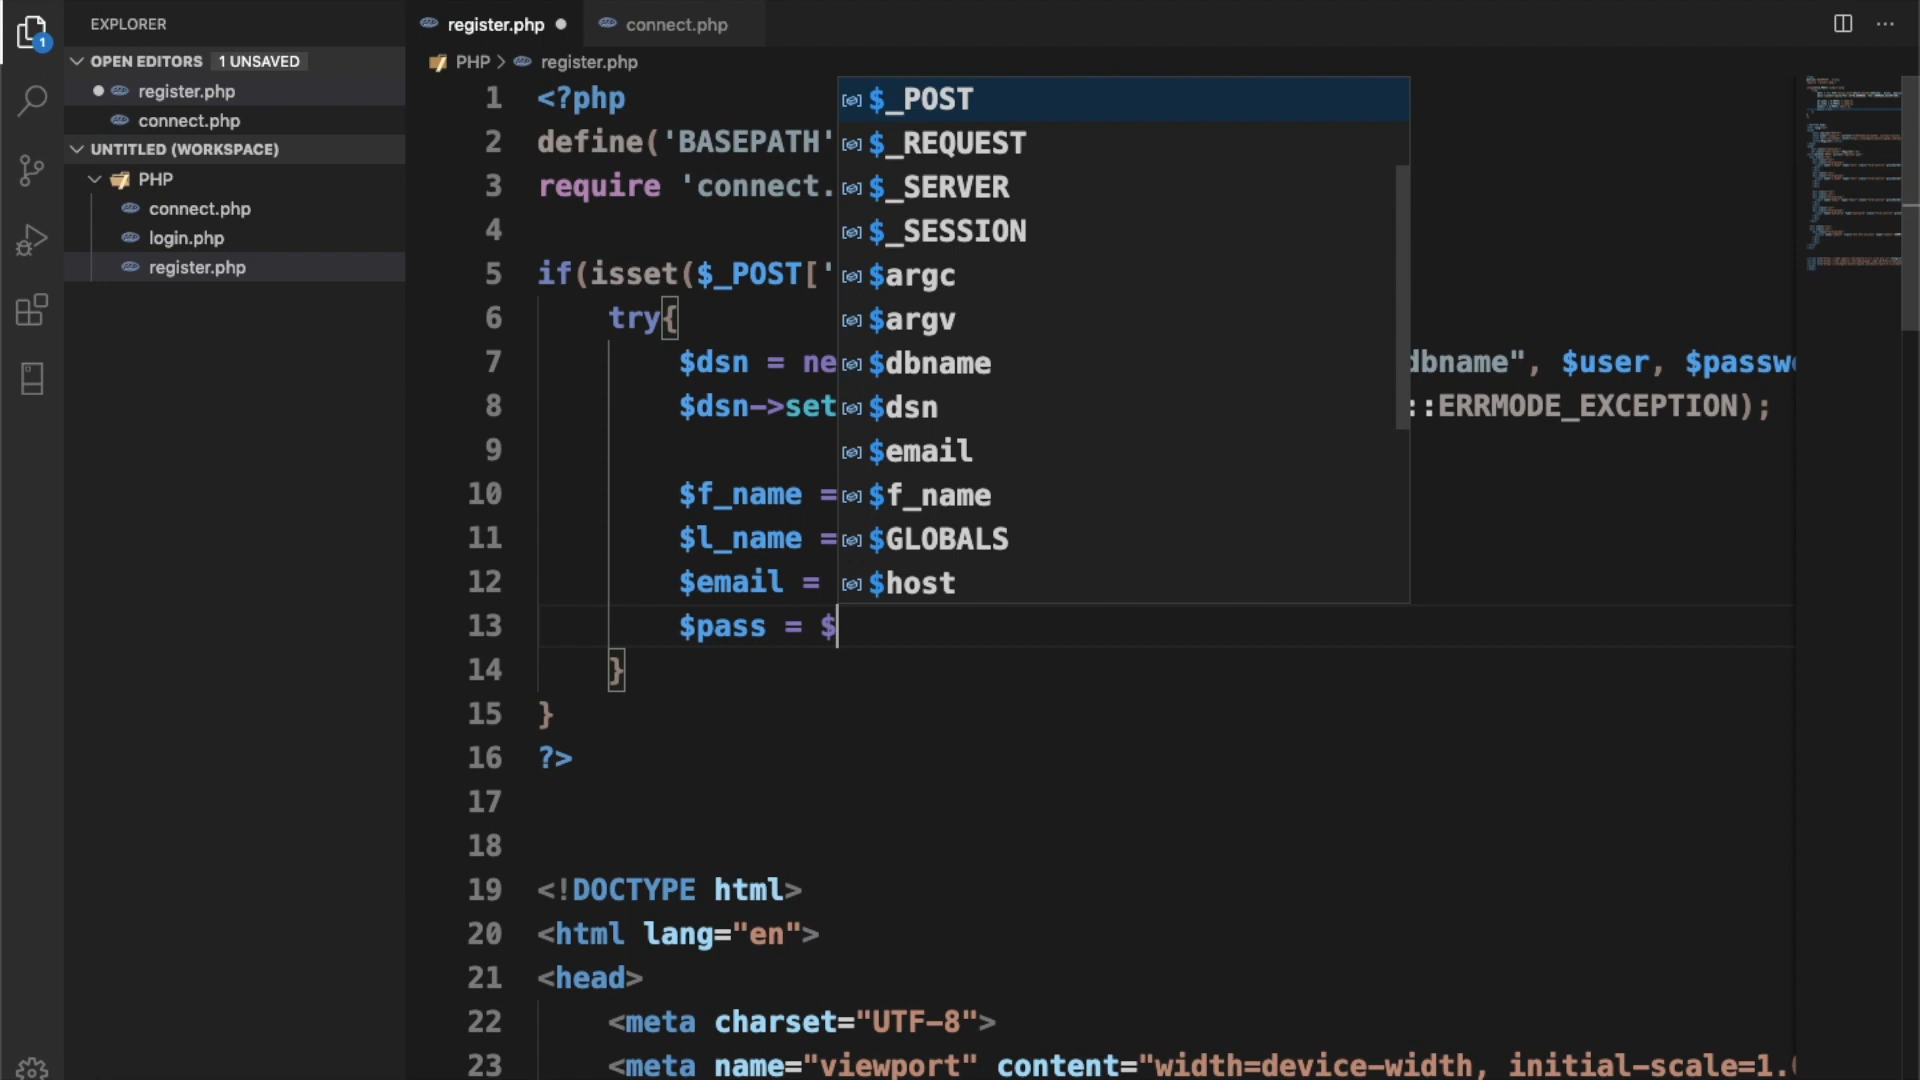 EXPLORER
OPEN EDITORS 1 UNSAVED
register.php
connect.php
UNTITLED (WORKSPACE)
PHP
connect.php
login.php
register.php
1
register.php
connect.php
PHP > register.php
1 <?php
2 define('BASEPATH'
3 require 'connect.
4
5 if(isset($_POST['
6 try{
7 $dsn = ne dbname", $user, $passw
8 $dsn->set ::ERRMODE_EXCEPTION);
9
10 $f_name =
11 $l_name =
12 $email =
13 $pass = $
14 }
15 }
16 ?>
17
18
19 <!DOCTYPE html>
20 <html lang="en">
21 <head>
22 <meta charset="UTF-8">
23 <meta name="viewport" content="width=device-width, initial-scale=1.
$_POST
$_REQUEST
$_SERVER
$_SESSION
$argc
$argv
$dbname
$dsn
$email
$f_name
$GLOBALS
$host